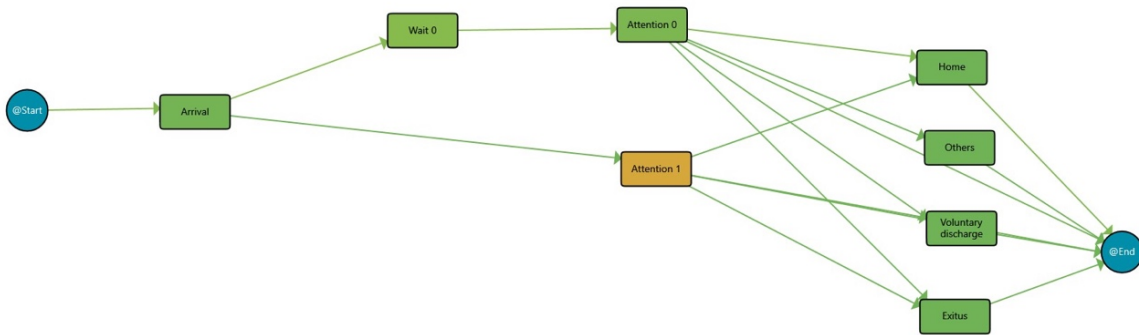 Wait 0
Attention 0
Home
@Start
Arrival
Others
Attention 1
Voluntary
discharge
@End
Exitus